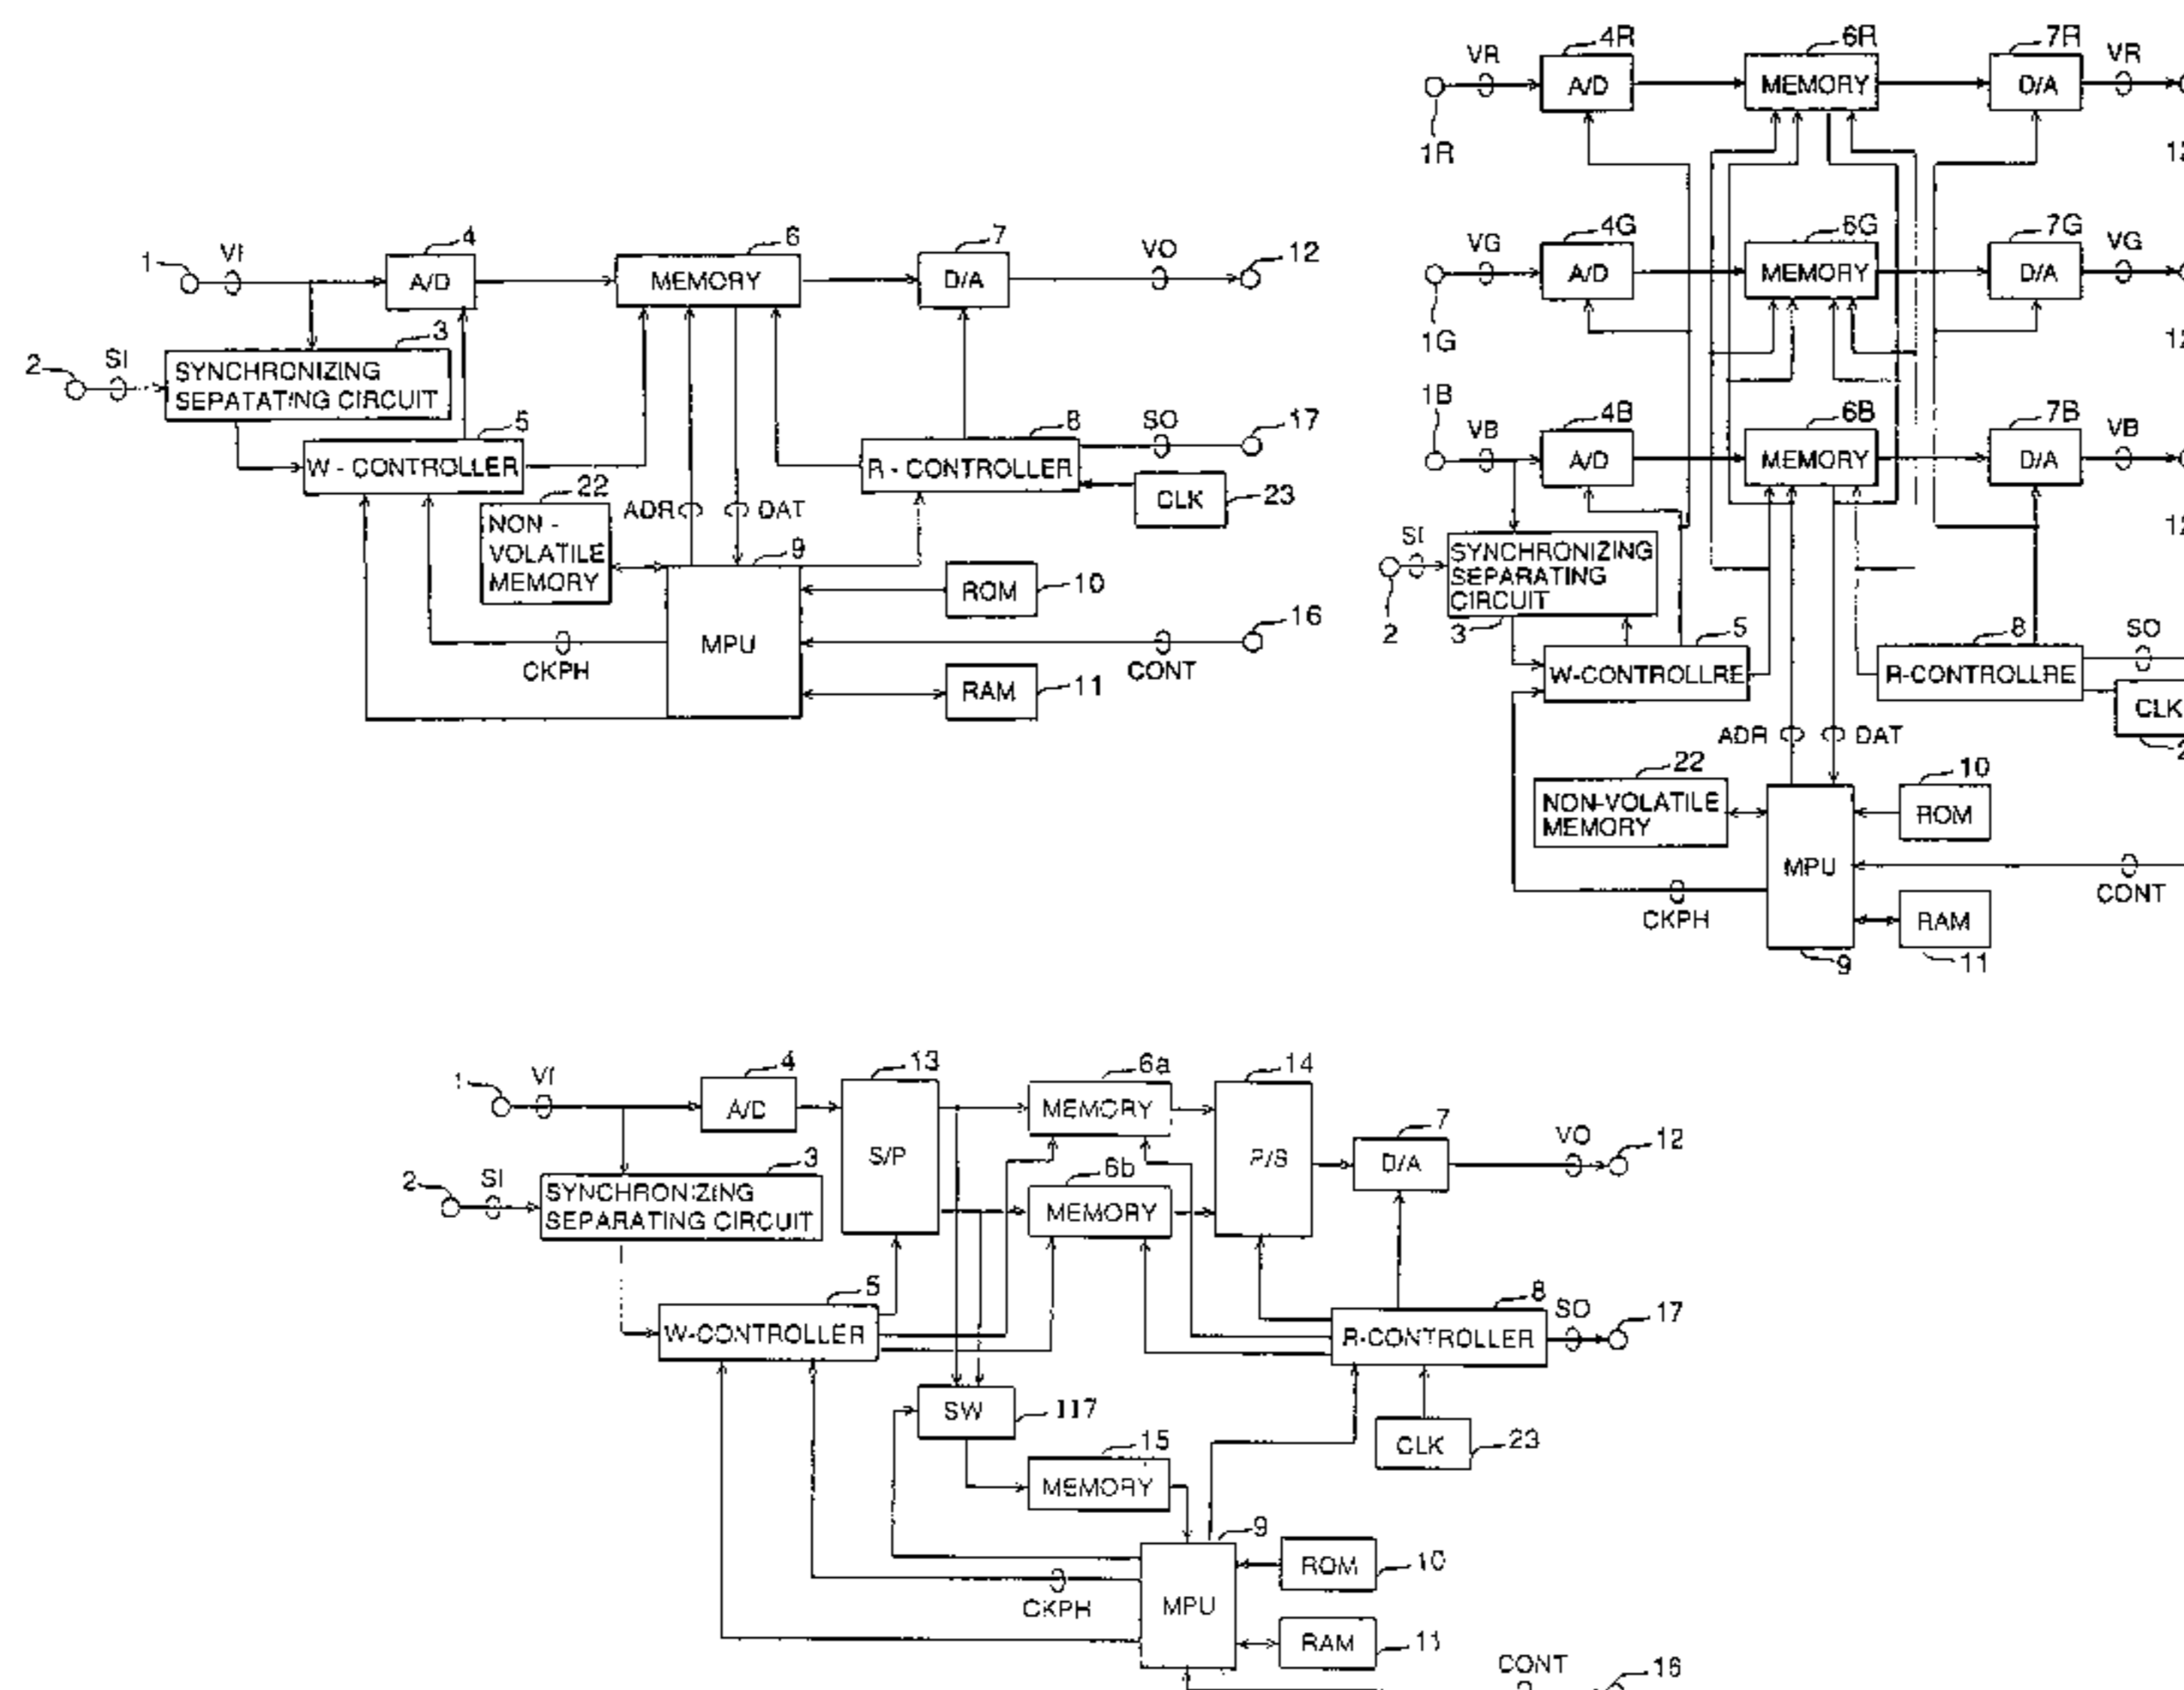 4
VI
6
7
VO
12
1
A/D
MEMORY
D/A
3
2
SI
SYNCHRONIZING
SEPATATING CIRCUIT
5
8
SO
17
W - CONTROLLER
R - CONTROLLER
22
ADR
DAT
CLK
23
NON -
VOLATILE
MEMORY
9
ROM
10
MPU
16
CKPH
CONT
RAM
11
4R
6R
7R
VR
VR
A/D
MEMORY
D/A
1R
4G
6G
7G
VG
VG
A/D
MEMORY
D/A
1G
1B
4B
6B
7B
VB
VB
A/D
MEMORY
D/A
SI
SYNCHRONIZING
SEPARATING
CIRCUIT
2
3
5
8
SO
W-CONTROLLRE
R-CONTROLLRE
CLK
ADR
DAT
22
10
NON-VOLATILE
MEMORY
ROM
MPU
CONT
CKPH
RAM
9
11
4
13
6a
14
1
VI
A/D
MEMORY
7
VO
12
S/P
P/S
D/A
3
6b
2
SI
SYNCHRONIZING
SEPARATING CIRCUIT
MEMORY
5
8
SO
17
W-CONTROLLER
R-CONTROLLER
SW
117
CLK
23
15
MEMORY
9
ROM
10
CKPH
MPU
RAM
11
CONT
16